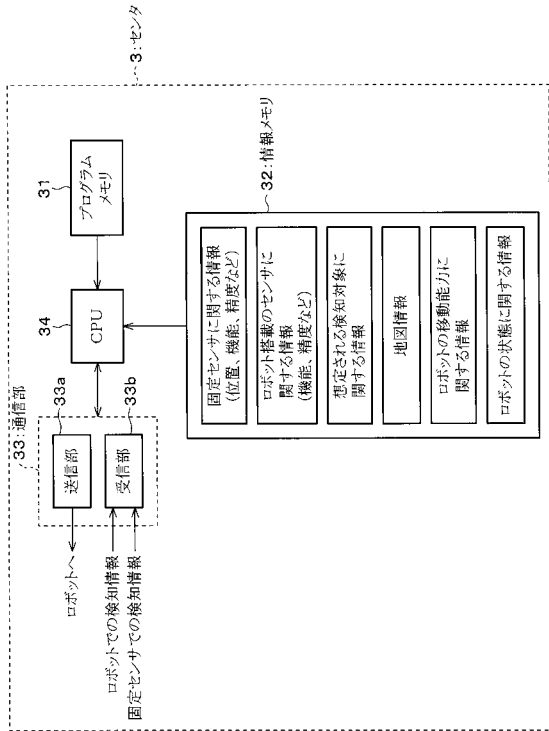 3:センタ
33:通信部
33a
送信部
33b
受信部
ロボットへ
ロボットでの検知情報
固定センサでの検知情報
34
CPU
31
プログラム
メモリ
32:情報メモリ
固定センサに関する情報
(位置、機能、精度など)
ロボット搭載のセンサに
関する情報
(機能、精度など)
想定される検知対象に
関する情報
地図情報
ロボットの移動能力に
関する情報
ロボットの状態に関する情報